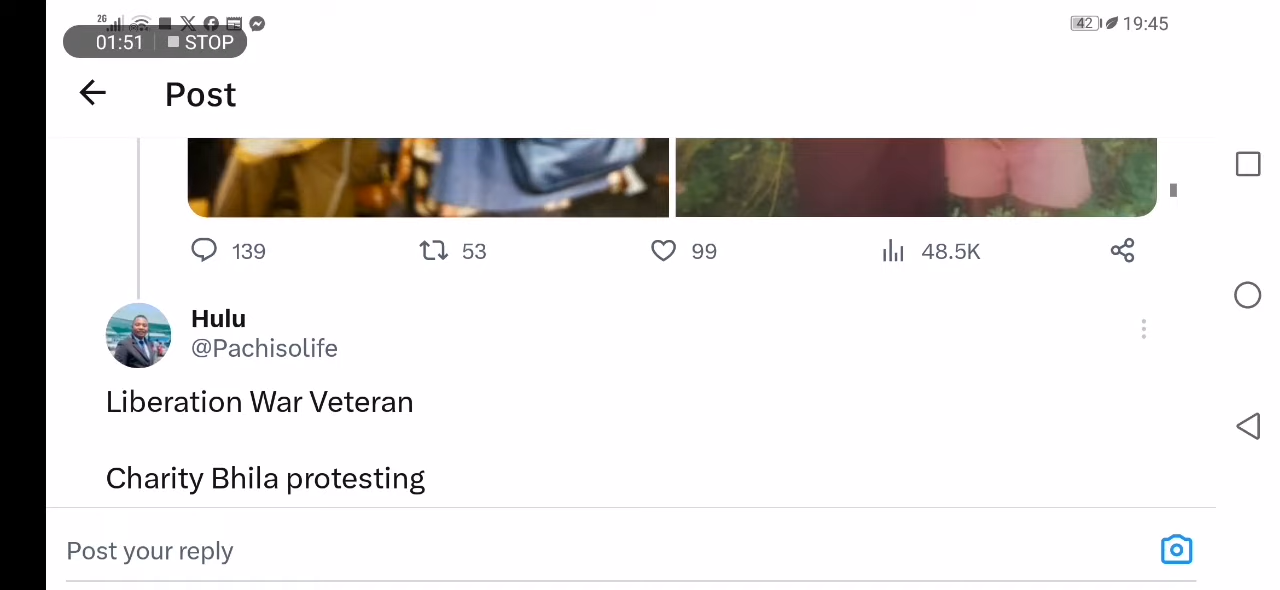 26
42 19:45
01:51 STOP
Post
139 53 99 48.5K
Hulu
@Pachisolife
Liberation War Veteran
Charity Bhila protesting
Post your reply